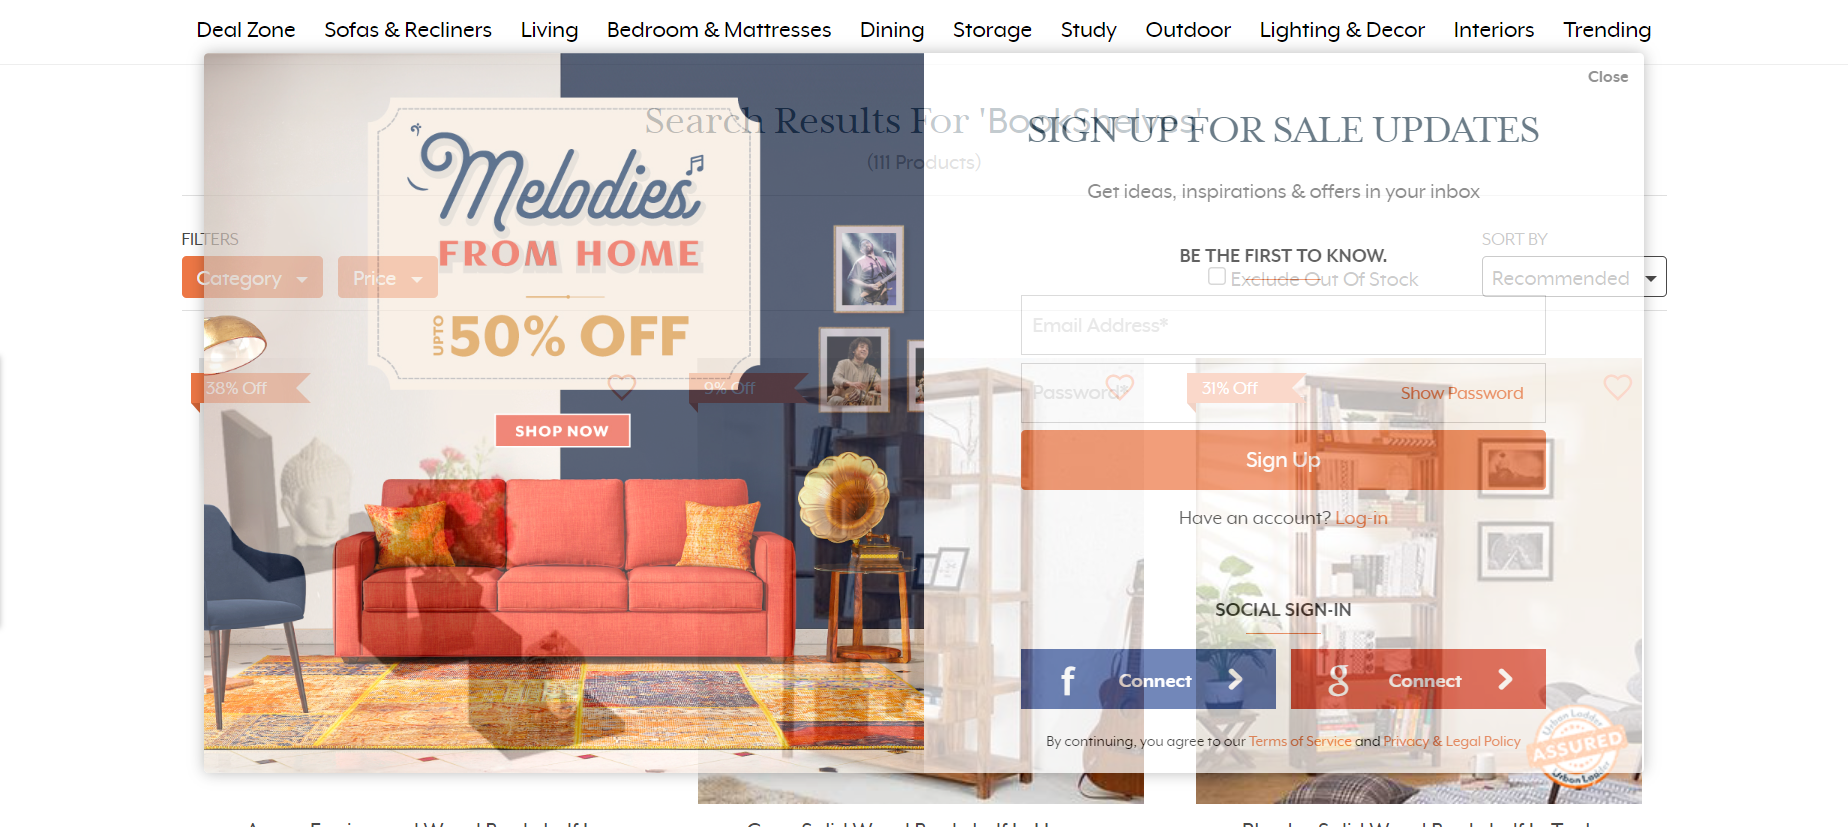 Deal Zone Sofas & Recliners Living Bedroom & Mattresses Dining Storage Study Outdoor Lighting & Decor Interiors Trending
Close
Search Results For 'BookShelves'
(111 Products)
FILTERS
Category
Price
Exclude Out Of Stock
SORT BY
Recommended
Melodies
FROM HOME
UPTO 50% OFF
SHOP NOW
SIGN UP FOR SALE UPDATES
Get ideas, inspirations & offers in your inbox
BE THE FIRST TO KNOW.
Email Address*
Password*
Show Password
Sign Up
Have an account? Log-in
SOCIAL SIGN-IN
f Connect
g Connect
By continuing, you agree to our Terms of Service and Privacy & Legal Policy
38% Off
9% Off
31% Off
Urban Ladder
ASSURED
Urban Ladder